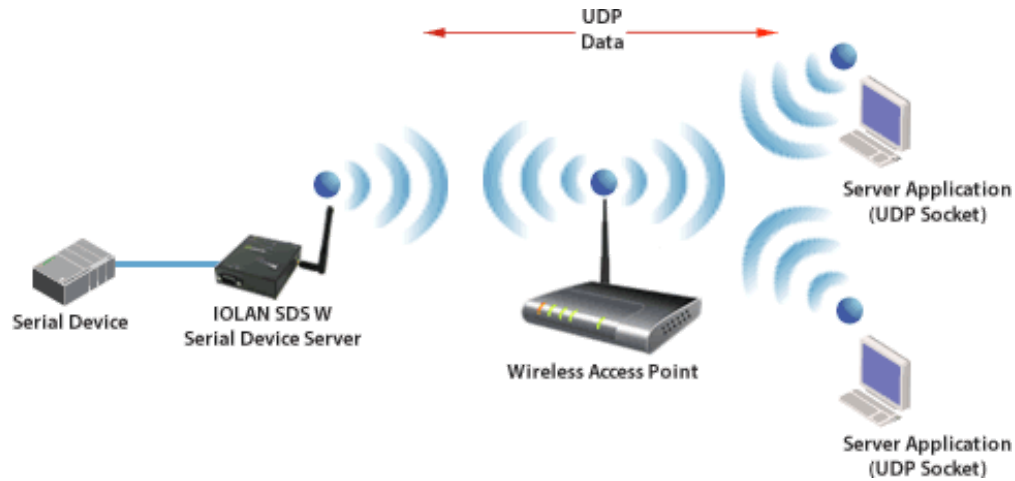 UDP
Data
Server Application
(UDP Socket)
Serial Device
IOLAN SDS W
Serial Device Server
Wireless Access Point
Server Application
(UDP Socket)